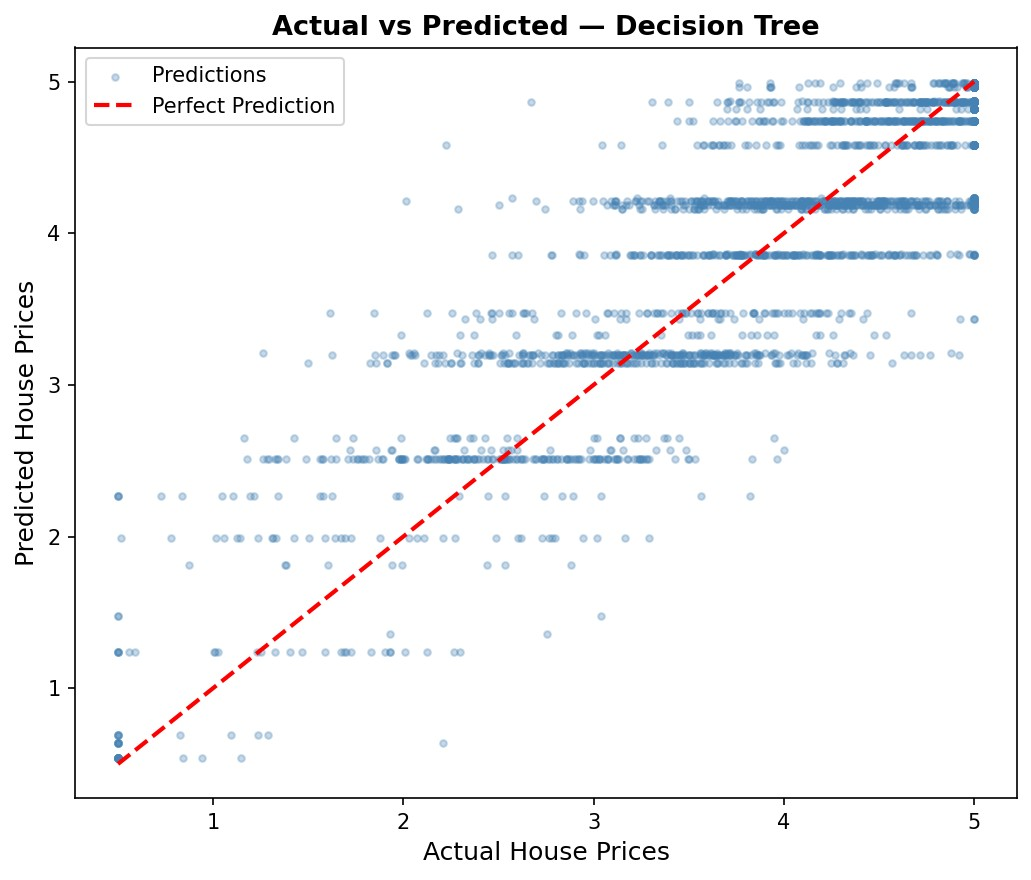 Actual vs Predicted — Decision Tree
Predictions
Perfect Prediction
Predicted House Prices
5
4
3
2
1
1 2 3 4 5
Actual House Prices